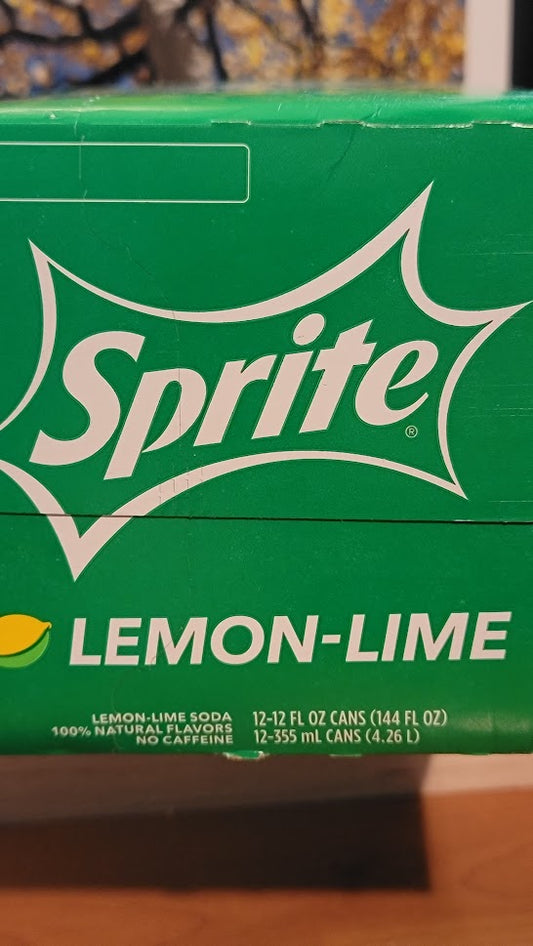 Sprite®
LEMON-LIME
LEMON-LIME SODA
100% NATURAL FLAVORS
NO CAFFEINE
12-12 FL OZ CANS (144 FL OZ)
12-355 mL CANS (4.26 L)